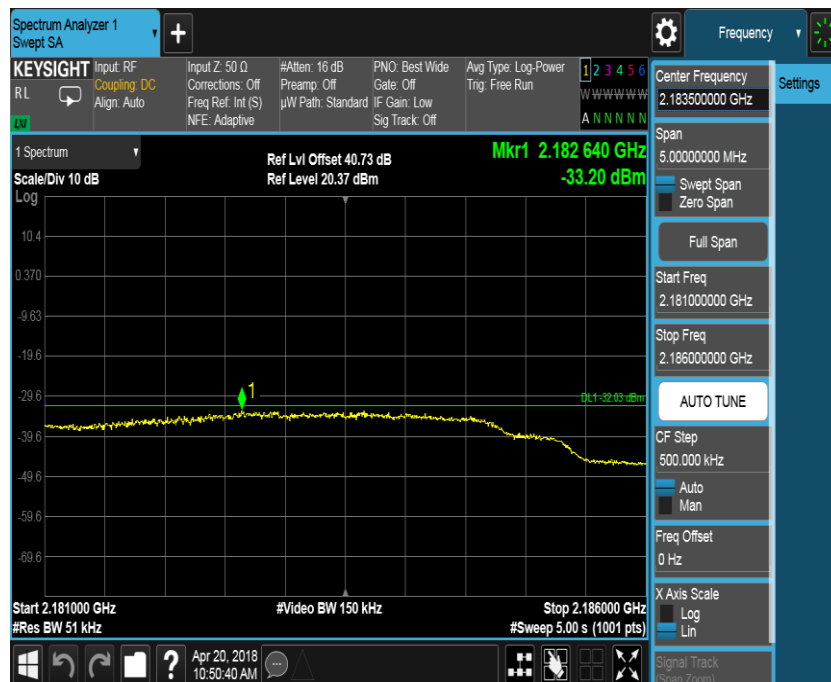 Spectrum Analyzer 1
Swept SA
Frequency
KEYSIGHT
RL
LXI
Input: RF
Coupling: DC
Align: Auto
Input Z: 50 Ω
Corrections: Off
Freq Ref: Int (S)
NFE: Adaptive
#Atten: 16 dB
Preamp: Off
µW Path: Standard
PNO: Best Wide
Gate: Off
IF Gain: Low
Sig Track: Off
Avg Type: Log-Power
Trig: Free Run
1 2 3 4 5 6
W W W W W W
A N N N N N
1 Spectrum
Scale/Div 10 dB
Log
Ref Lvl Offset 40.73 dB
Ref Level 20.37 dBm
Mkr1 2.182 640 GHz
-33.20 dBm
10.4
0.370
-9.63
-19.6
-29.6
-39.6
-49.6
-59.6
-69.6
1
DL1 -32.03 dBm
Start 2.181000 GHz
#Res BW 51 kHz
#Video BW 150 kHz
Stop 2.186000 GHz
#Sweep 5.00 s (1001 pts)
?
Apr 20, 2018
10:50:40 AM
Center Frequency
2.183500000 GHz
Span
5.00000000 MHz
Swept Span
Zero Span
Full Span
Start Freq
2.181000000 GHz
Stop Freq
2.186000000 GHz
AUTO TUNE
CF Step
500.000 kHz
Auto
Man
Freq Offset
0 Hz
X Axis Scale
Log
Lin
Signal Track
(Span Zoom)
Settings